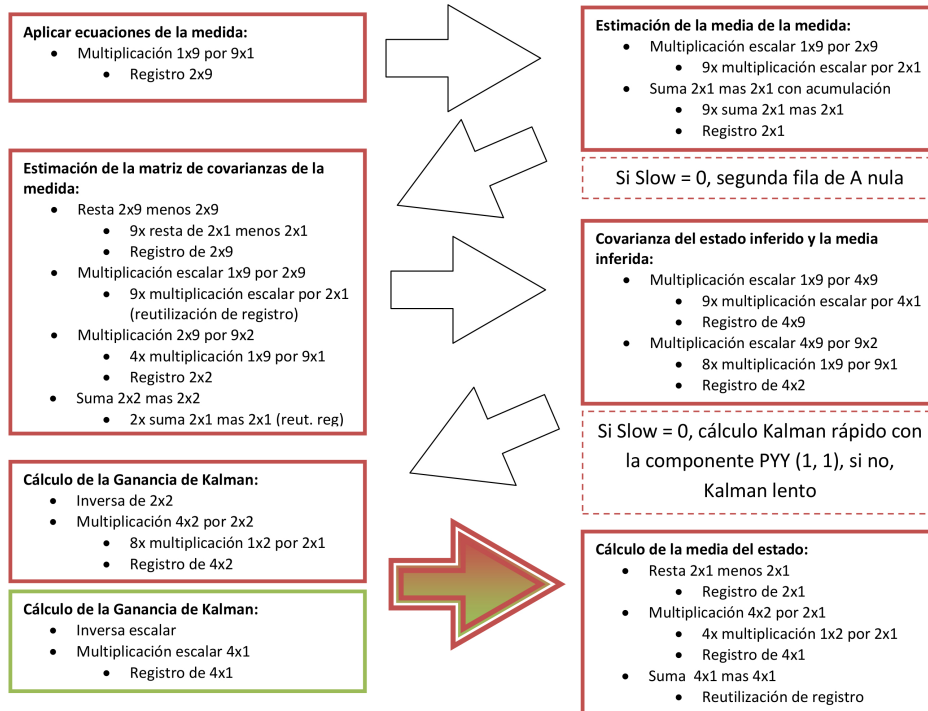 Aplicar ecuaciones de la medida:
• Multiplicación 1x9 por 9x1
• Registro 2x9
Estimación de la media de la medida:
• Multiplicación escalar 1x9 por 2x9
• 9x multiplicación escalar por 2x1
• Suma 2x1 mas 2x1 con acumulación
• 9x suma 2x1 mas 2x1
• Registro 2x1
Si Slow = 0, segunda fila de A nula
Estimación de la matriz de covarianzas de la
medida:
• Resta 2x9 menos 2x9
• 9x resta de 2x1 menos 2x1
• Registro de 2x9
• Multiplicación escalar 1x9 por 2x9
• 9x multiplicación escalar por 2x1
(reutilización de registro)
• Multiplicación 2x9 por 9x2
• 4x multiplicación 1x9 por 9x1
• Registro 2x2
• Suma 2x2 mas 2x2
• 2x suma 2x1 mas 2x1 (reut. reg)
Covarianza del estado inferido y la media
inferida:
• Multiplicación escalar 1x9 por 4x9
• 9x multiplicación escalar por 4x1
• Registro de 4x9
• Multiplicación escalar 4x9 por 9x2
• 8x multiplicación 1x9 por 9x1
• Registro de 4x2
Si Slow = 0, cálculo Kalman rápido con
la componente PYY (1, 1), si no,
Kalman lento
Cálculo de la Ganancia de Kalman:
• Inversa de 2x2
• Multiplicación 4x2 por 2x2
• 8x multiplicación 1x2 por 2x1
• Registro de 4x2
Cálculo de la Ganancia de Kalman:
• Inversa escalar
• Multiplicación escalar 4x1
• Registro de 4x1
Cálculo de la media del estado:
• Resta 2x1 menos 2x1
• Registro de 2x1
• Multiplicación 4x2 por 2x1
• 4x multiplicación 1x2 por 2x1
• Registro de 4x1
• Suma 4x1 mas 4x1
• Reutilización de registro